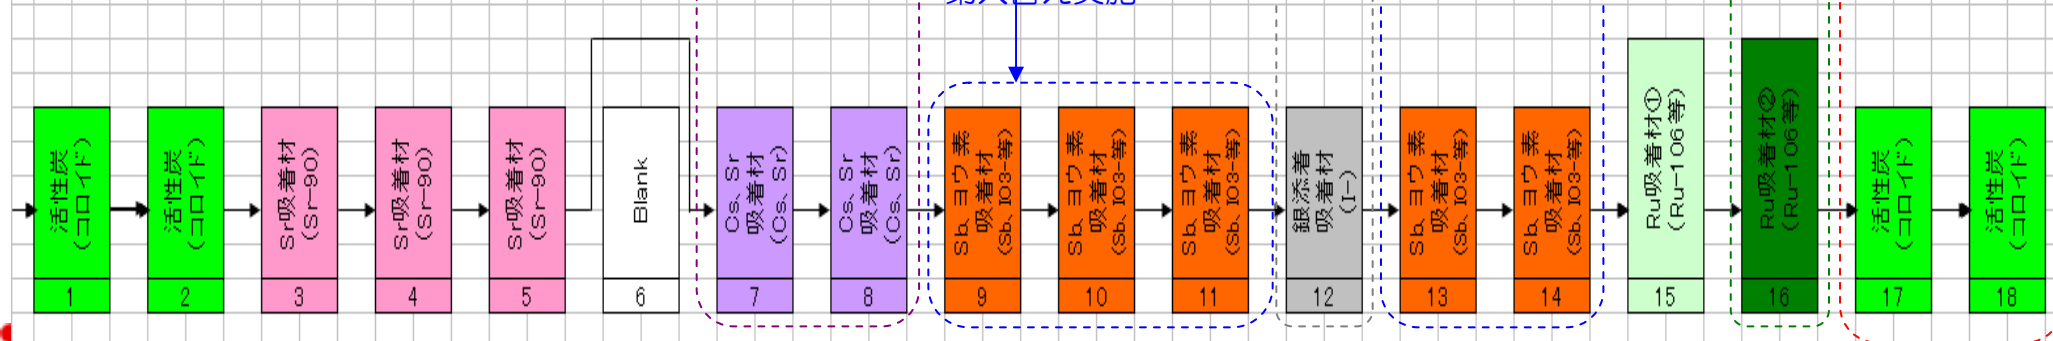 活性炭
（コロイド）
1
活性炭
（コロイド）
2
Sr吸着材
（Sr-90）
3
Sr吸着材
（Sr-90）
4
Sr吸着材
（Sr-90）
5
Blank
6
Cs、Sr
吸着材
（Cs、Sr）
7
Cs、Sr
吸着材
（Cs、Sr）
8
Sb、ヨウ素
吸着材
（Sb、IO3-等）
9
Sb、ヨウ素
吸着材
（Sb、IO3-等）
10
Sb、ヨウ素
吸着材
（Sb、IO3-等）
11
銀添着
吸着材
（I-）
12
Sb、ヨウ素
吸着材
（Sb、IO3-等）
13
Sb、ヨウ素
吸着材
（Sb、IO3-等）
14
Ru吸着材①
（Ru-106等）
15
Ru吸着材②
（Ru-106等）
16
活性炭
（コロイド）
17
活性炭
（コロイド）
18